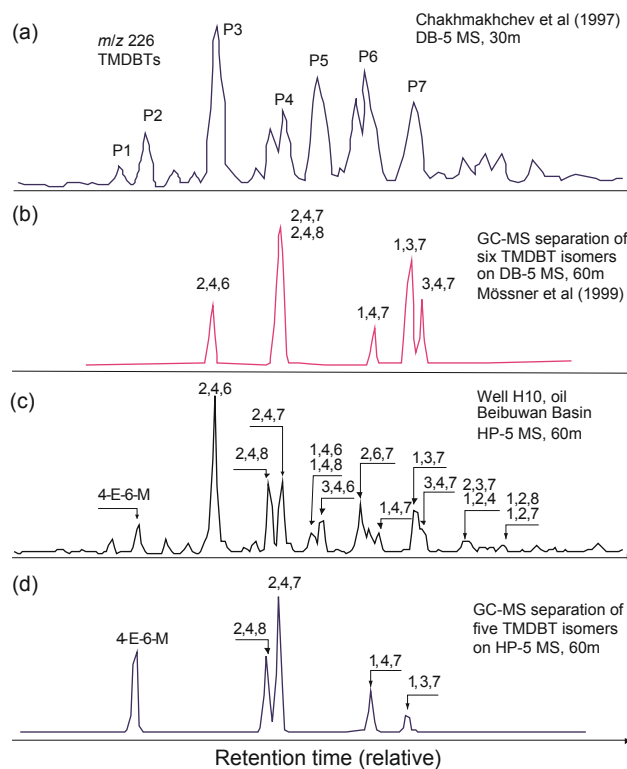 (a)
m/z 226
TMDBTs
P1
P2
P3
P4
P5
P6
P7
Chakhmakhchev et al (1997)
DB-5 MS, 30m
(b)
2,4,6
2,4,7
2,4,8
1,4,7
1,3,7
3,4,7
GC-MS separation of
six TMDBT isomers
on DB-5 MS, 60m
Mössner et al (1999)
(c)
4-E-6-M
2,4,6
2,4,8
2,4,7
1,4,6
1,4,8
3,4,6
2,6,7
1,4,7
1,3,7
3,4,7
2,3,7
1,2,4
1,2,8
1,2,7
Well H10, oil
Beibuwan Basin
HP-5 MS, 60m
(d)
4-E-6-M
2,4,8
2,4,7
1,4,7
1,3,7
GC-MS separation of
five TMDBT isomers
on HP-5 MS, 60m
Retention time (relative)